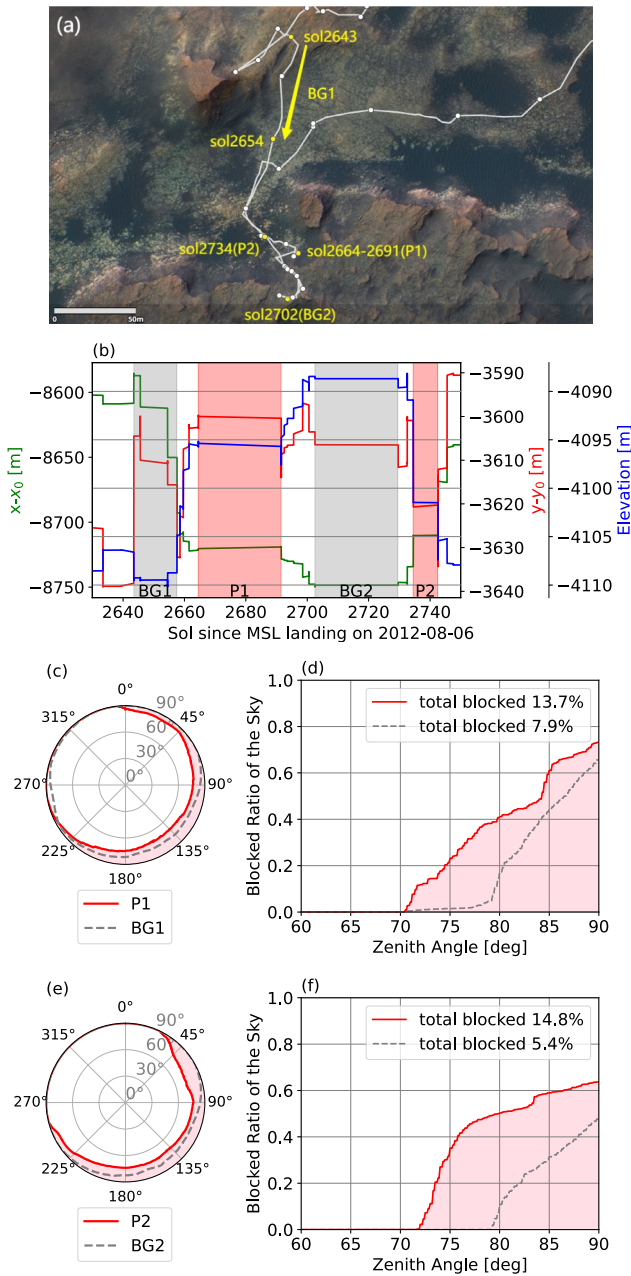 (a)
sol2643
BG1
sol2654
sol2734(P2)
sol2664-2691(P1)
sol2702(BG2)
0 50m
(b)
−8600
−8650
−8700
−8750
x-x₀ [m]
−3590
−3600
−3610
−3620
−3630
−3640
y-y₀ [m]
−4090
−4095
−4100
−4105
−4110
Elevation [m]
BG1 P1 BG2 P2
2640 2660 2680 2700 2720 2740
Sol since MSL landing on 2012-08-06
(c)
0°
45°
90°
135°
180°
225°
270°
315°
90°
60°
30°
0°
P1
BG1
(d)
total blocked 13.7%
total blocked 7.9%
1.0
0.8
0.6
0.4
0.2
0.0
Blocked Ratio of the Sky
60 65 70 75 80 85 90
Zenith Angle [deg]
(e)
0°
45°
90°
135°
180°
225°
270°
315°
90°
60°
30°
0°
P2
BG2
(f)
total blocked 14.8%
total blocked 5.4%
1.0
0.8
0.6
0.4
0.2
0.0
Blocked Ratio of the Sky
60 65 70 75 80 85 90
Zenith Angle [deg]